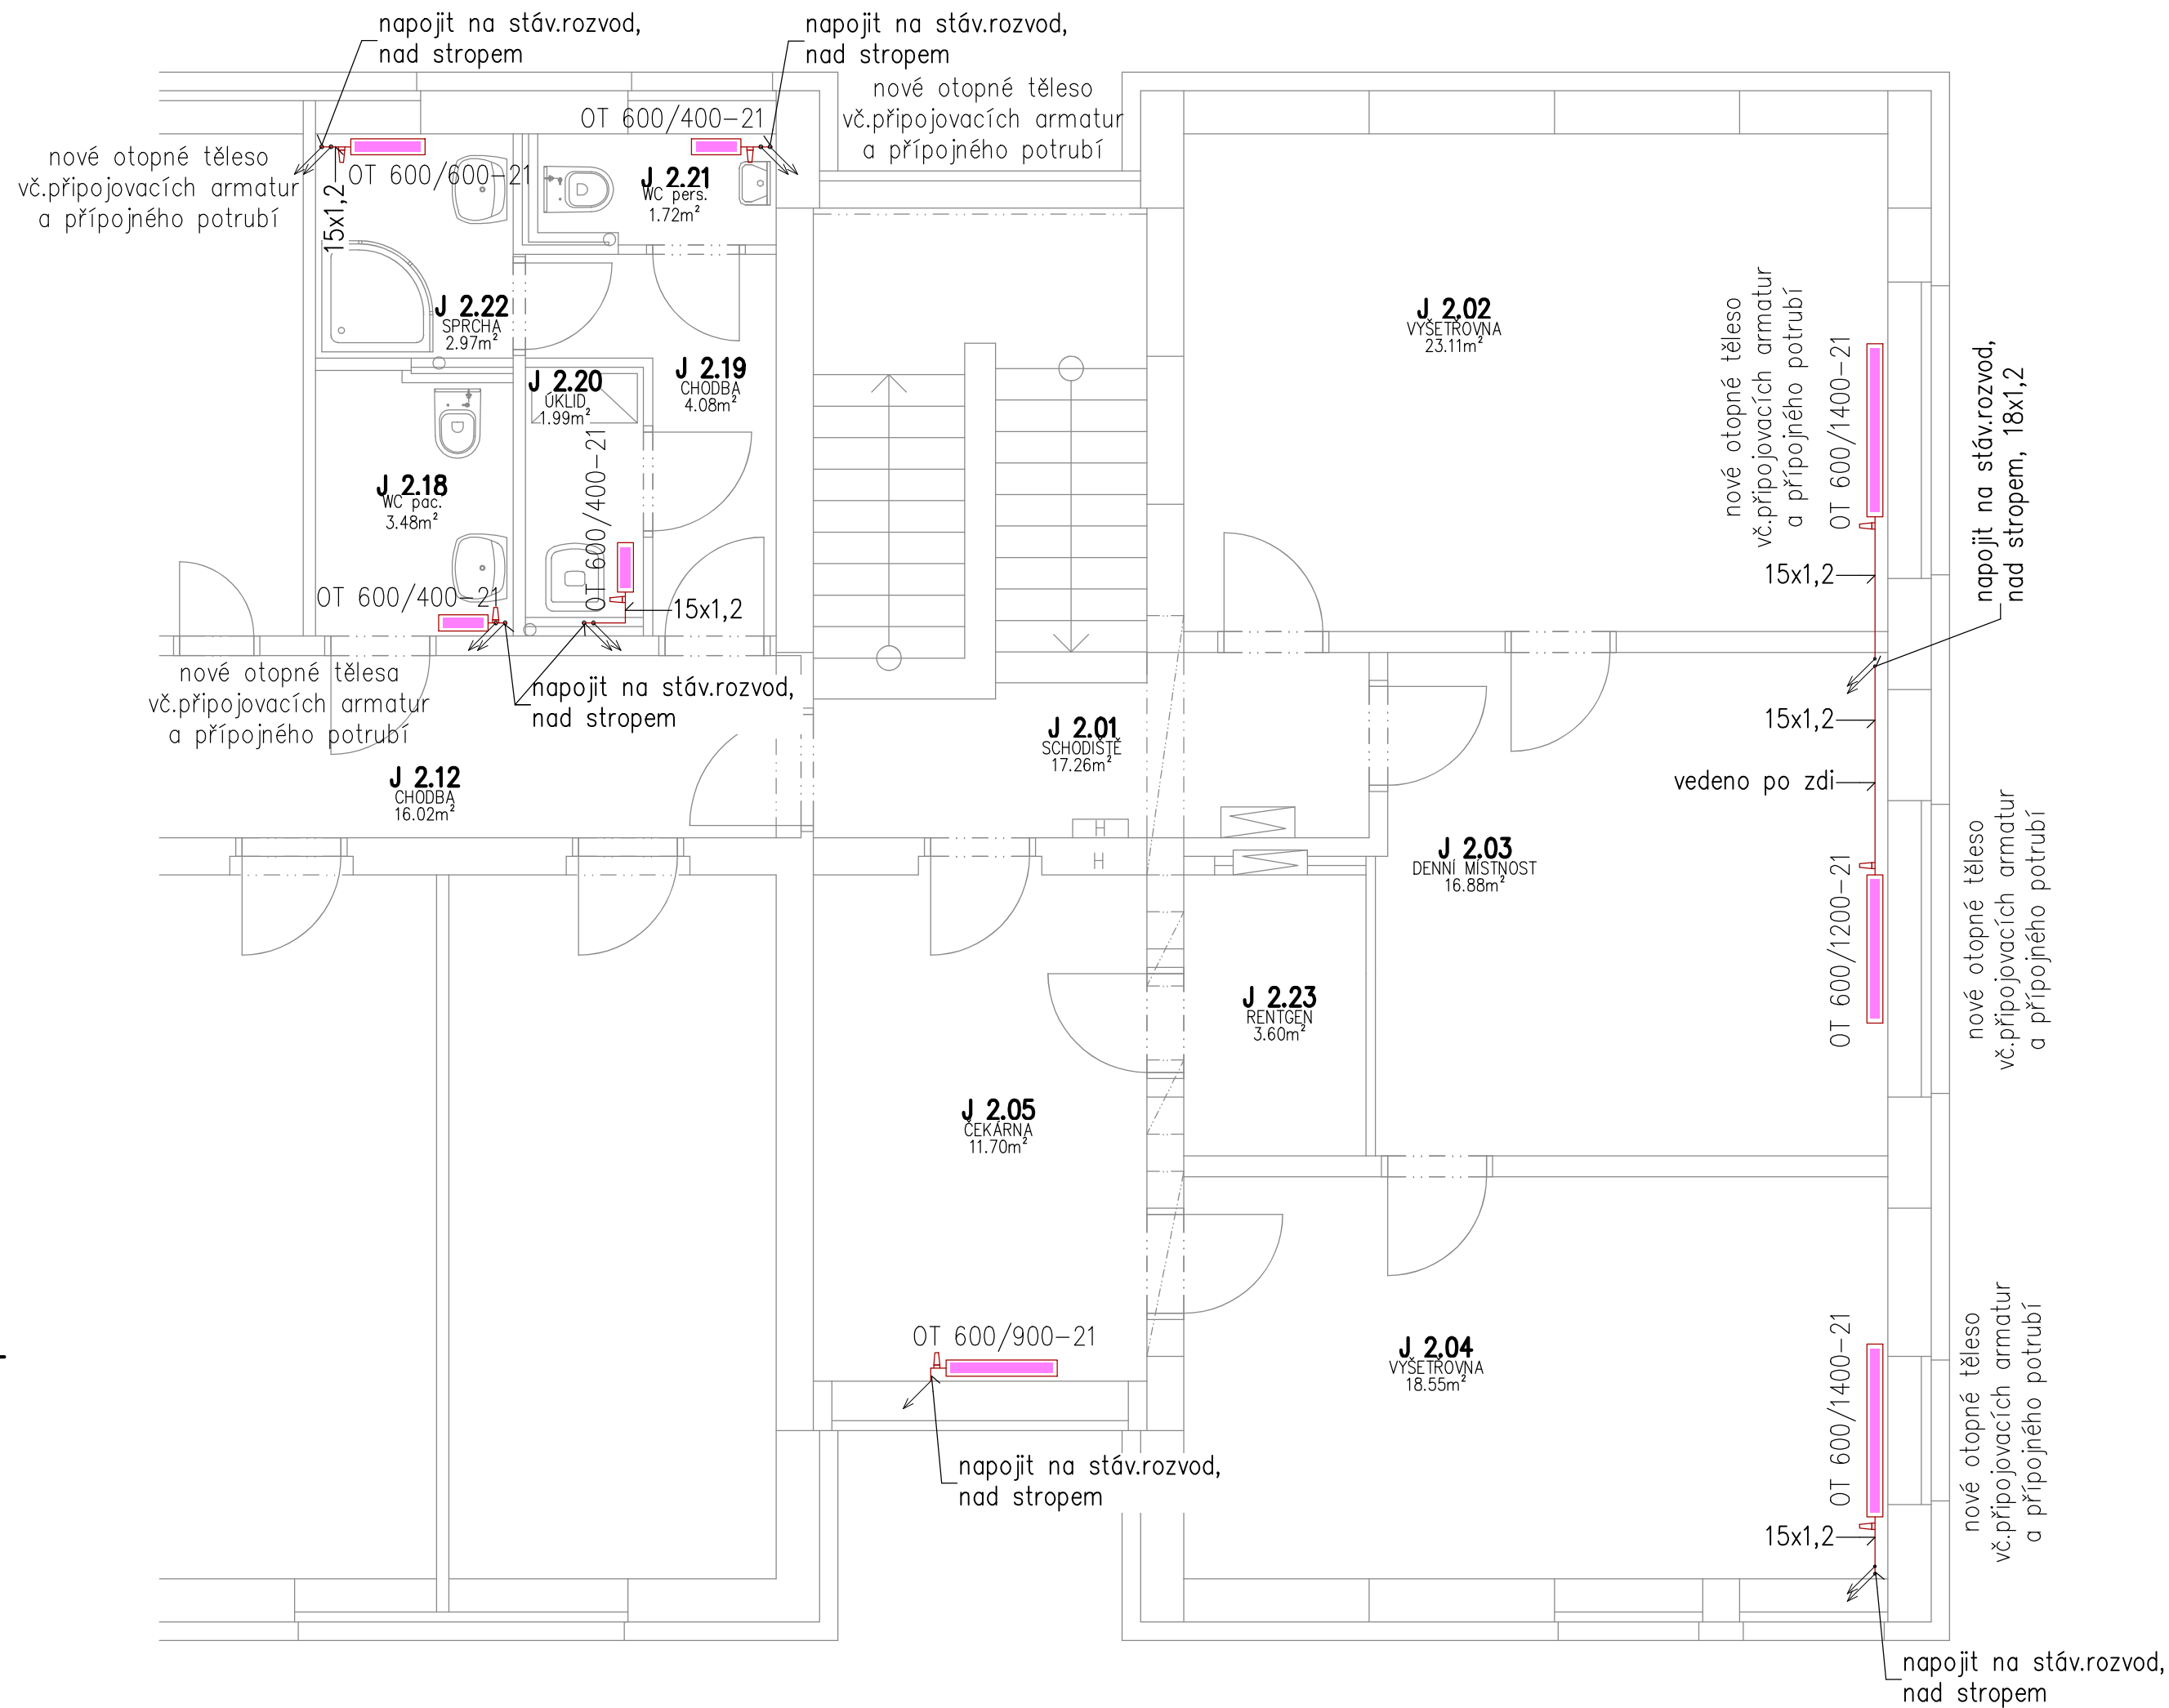 napojit na stáv.rozvod,
nad stropem
napojit na stáv.rozvod,
nad stropem
nové otopné těleso
vč.připojovacích armatur
a přípojného potrubí
OT 600/400-21
nové otopné těleso
vč.připojovacích armatur
a přípojného potrubí
OT 600/600-21
15x1,2
J 2.21
WC pers.
1.72m²
J 2.22
SPRCHA
2.97m²
J 2.20
ÚKLID
1.99m²
J 2.19
CHODBA
4.08m²
OT 600/400-21
J 2.18
WC pac.
3.48m²
OT 600/400-21
15x1,2
nové otopné tělesa
vč.připojovacích armatur
a přípojného potrubí
napojit na stáv.rozvod,
nad stropem
J 2.12
CHODBA
16.02m²
J 2.01
SCHODIŠTĚ
17.26m²
H
H
J 2.02
VYŠETŘOVNA
23.11m²
nové otopné těleso
vč.připojovacích armatur
a přípojného potrubí
OT 600/1400-21
15x1,2
napojit na stáv.rozvod,
nad stropem, 18x1,2
15x1,2
vedeno po zdi
J 2.03
DENNÍ MÍSTNOST
16.88m²
OT 600/1200-21
nové otopné těleso
vč.připojovacích armatur
a přípojného potrubí
J 2.23
RENTGEN
3.60m²
J 2.05
ČEKÁRNA
11.70m²
OT 600/900-21
napojit na stáv.rozvod,
nad stropem
J 2.04
VYŠETŘOVNA
18.55m²
OT 600/1400-21
nové otopné těleso
vč.připojovacích armatur
a přípojného potrubí
15x1,2
napojit na stáv.rozvod,
nad stropem